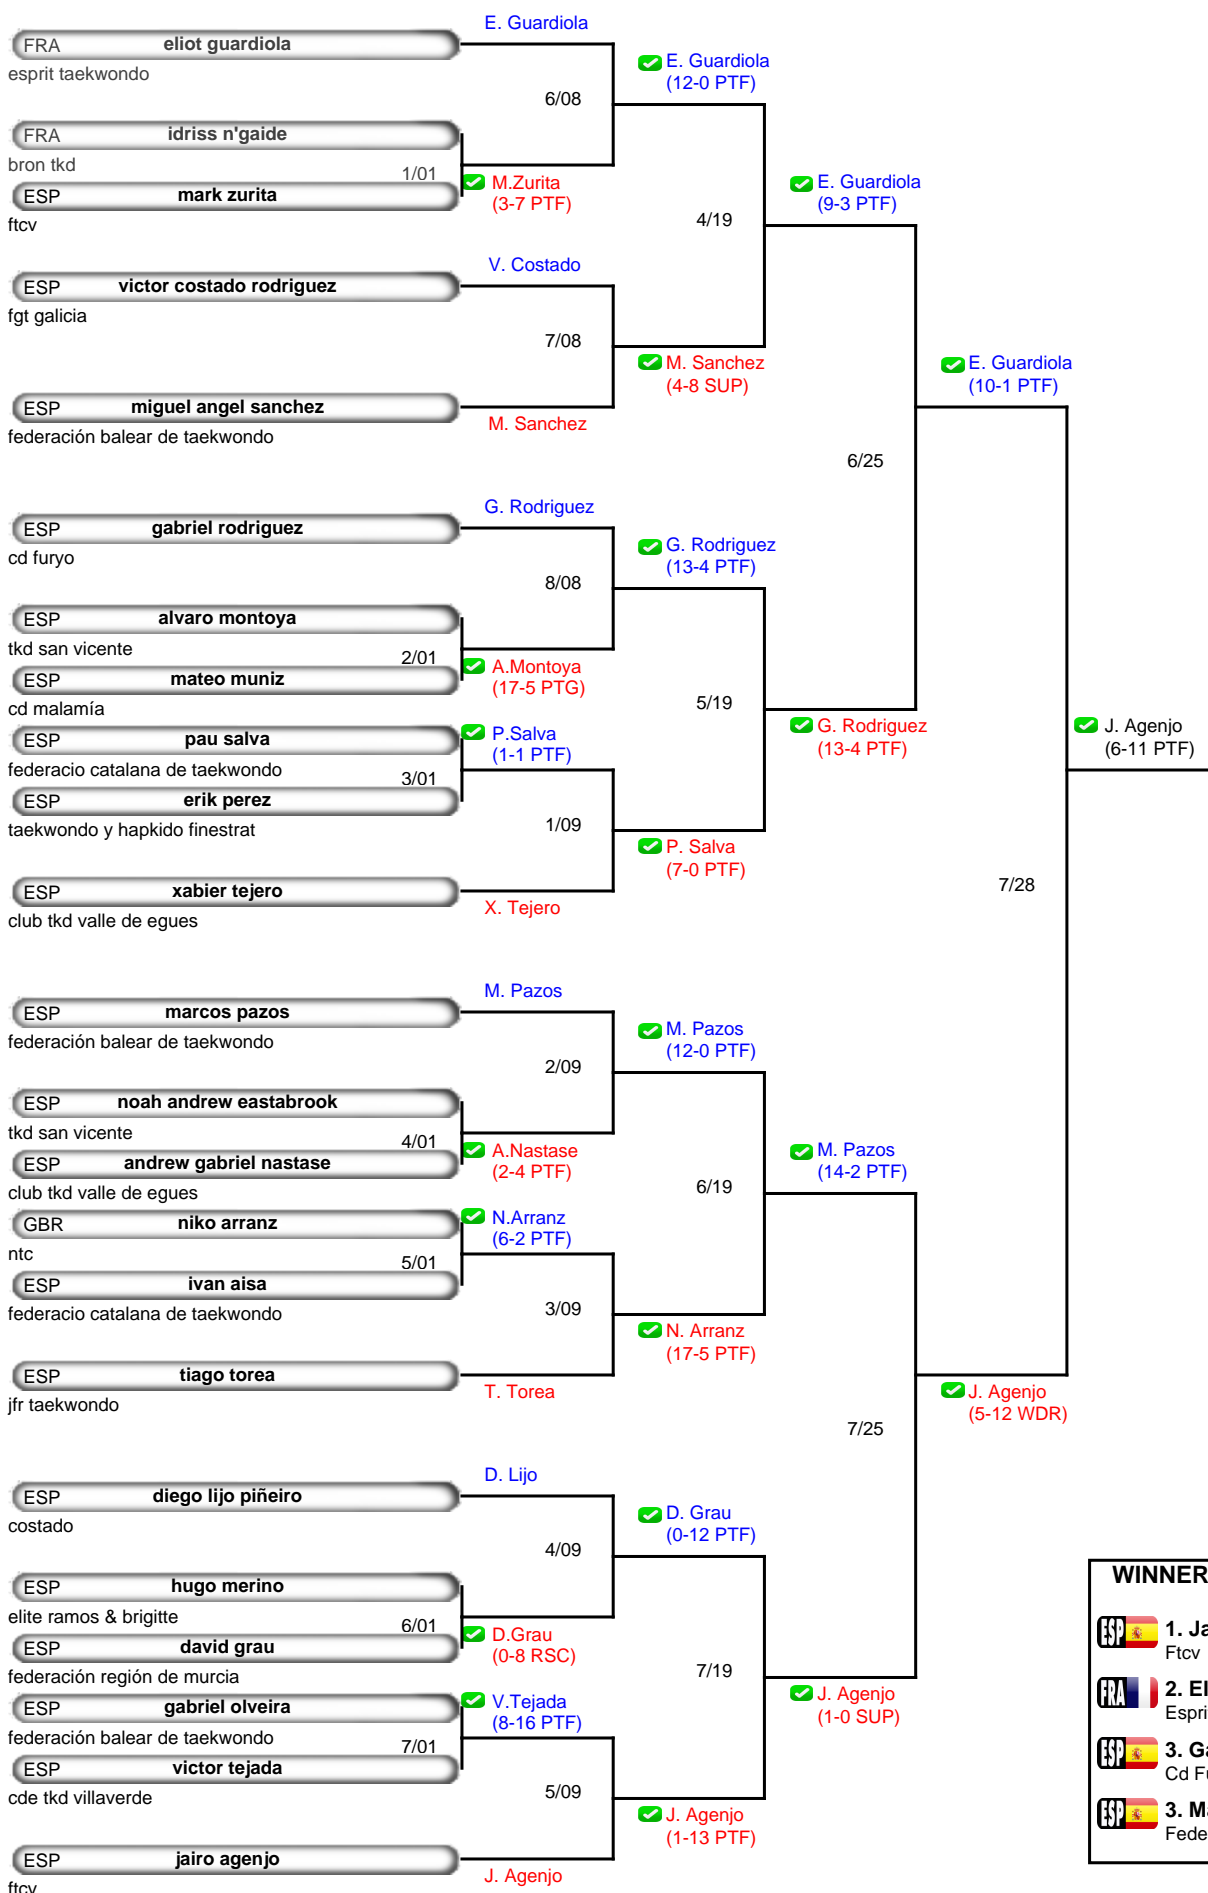 E. Guardiola
FRA eliot guardiola
esprit taekwondo
E. Guardiola
(12-0 PTF)
6/08
FRA idriss n'gaide
bron tkd
1/01
M.Zurita
(3-7 PTF)
ESP mark zurita
ftcv
E. Guardiola
(9-3 PTF)
4/19
V. Costado
ESP victor costado rodriguez
fgt galicia
7/08
M. Sanchez
(4-8 SUP)
E. Guardiola
(10-1 PTF)
ESP miguel angel sanchez
federación balear de taekwondo
M. Sanchez
6/25
G. Rodriguez
ESP gabriel rodriguez
cd furyo
G. Rodriguez
(13-4 PTF)
8/08
ESP alvaro montoya
tkd san vicente
2/01
A.Montoya
(17-5 PTG)
ESP mateo muniz
cd malamía
5/19
G. Rodriguez
(13-4 PTF)
J. Agenjo
(6-11 PTF)
ESP pau salva
federacio catalana de taekwondo
P.Salva
(1-1 PTF)
3/01
ESP erik perez
taekwondo y hapkido finestrat
1/09
P. Salva
(7-0 PTF)
ESP xabier tejero
club tkd valle de egues
X. Tejero
7/28
M. Pazos
ESP marcos pazos
federación balear de taekwondo
M. Pazos
(12-0 PTF)
2/09
ESP noah andrew eastabrook
tkd san vicente
4/01
A.Nastase
(2-4 PTF)
ESP andrew gabriel nastase
club tkd valle de egues
M. Pazos
(14-2 PTF)
6/19
GBR niko arranz
ntc
N.Arranz
(6-2 PTF)
5/01
ESP ivan aisa
federacio catalana de taekwondo
3/09
N. Arranz
(17-5 PTF)
ESP tiago torea
jfr taekwondo
T. Torea
J. Agenjo
(5-12 WDR)
7/25
D. Lijo
ESP diego lijo piñeiro
costado
D. Grau
(0-12 PTF)
4/09
ESP hugo merino
elite ramos & brigitte
6/01
D.Grau
(0-8 RSC)
ESP david grau
federación región de murcia
7/19
J. Agenjo
(1-0 SUP)
ESP gabriel olveira
federación balear de taekwondo
V.Tejada
(8-16 PTF)
7/01
ESP victor tejada
cde tkd villaverde
5/09
J. Agenjo
(1-13 PTF)
ESP jairo agenjo
ftcv
J. Agenjo
WINNER
ESP 1. Ja
Ftcv
FRA 2. El
Espri
ESP 3. Ga
Cd Fu
ESP 3. Ma
Fede